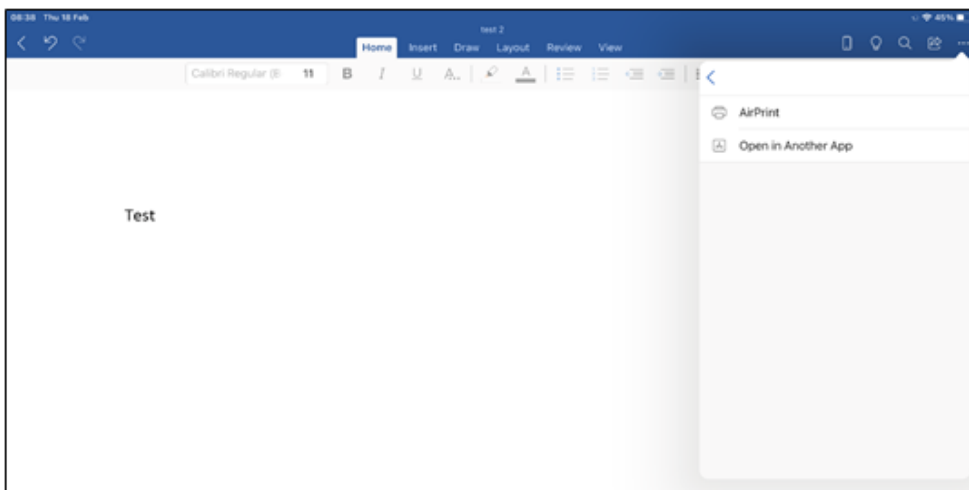 08:38 Thu 18 Feb
45%
test 2
Home Insert Draw Layout Review View
Calibri Regular (B 11 B I U A..
A
AirPrint
Open in Another App
Test